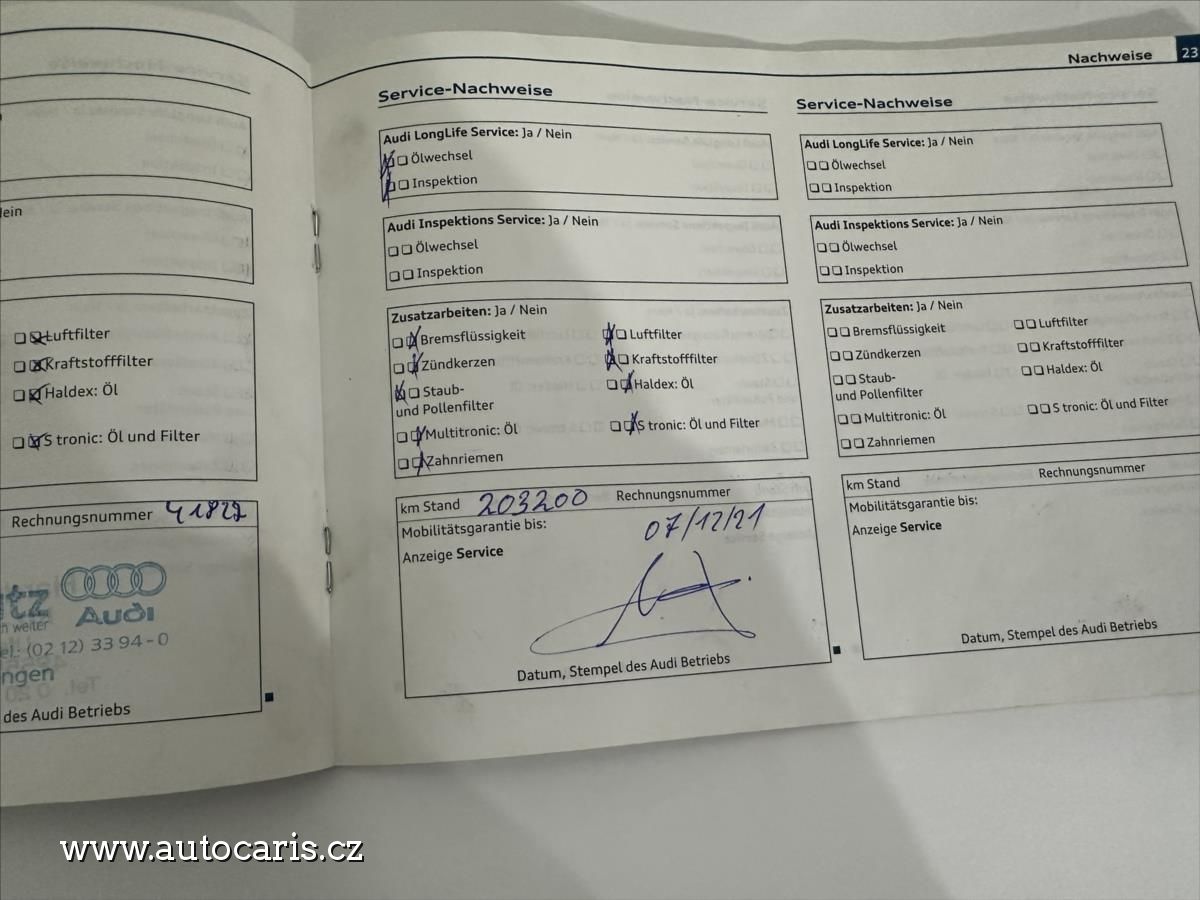 Nachweise 23
lein
Luftfilter
Kraftstofffilter
Haldex: Öl
S tronic: Öl und Filter
Rechnungsnummer 41822
Audi
weiter
(02 12) 33 94-0
ngen
des Audi Betriebs
Service-Nachweise
Audi LongLife Service: Ja / Nein
Ölwechsel
Inspektion
Audi Inspektions Service: Ja / Nein
Ölwechsel
Inspektion
Zusatzarbeiten: Ja / Nein
Bremsflüssigkeit Luftfilter
Zündkerzen Kraftstofffilter
Staub- Haldex: Öl
und Pollenfilter
Multitronic: Öl S tronic: Öl und Filter
Zahnriemen
km Stand 203200 Rechnungsnummer
Mobilitätsgarantie bis: 07/12/21
Anzeige Service
Datum, Stempel des Audi Betriebs
Service-Nachweise
Audi LongLife Service: Ja / Nein
Ölwechsel
Inspektion
Audi Inspektions Service: Ja / Nein
Ölwechsel
Inspektion
Zusatzarbeiten: Ja / Nein
Bremsflüssigkeit Luftfilter
Zündkerzen Kraftstofffilter
Staub- Haldex: Öl
und Pollenfilter
Multitronic: Öl S tronic: Öl und Filter
Zahnriemen
km Stand Rechnungsnummer
Mobilitätsgarantie bis:
Anzeige Service
Datum, Stempel des Audi Betriebs
www.autocaris.cz